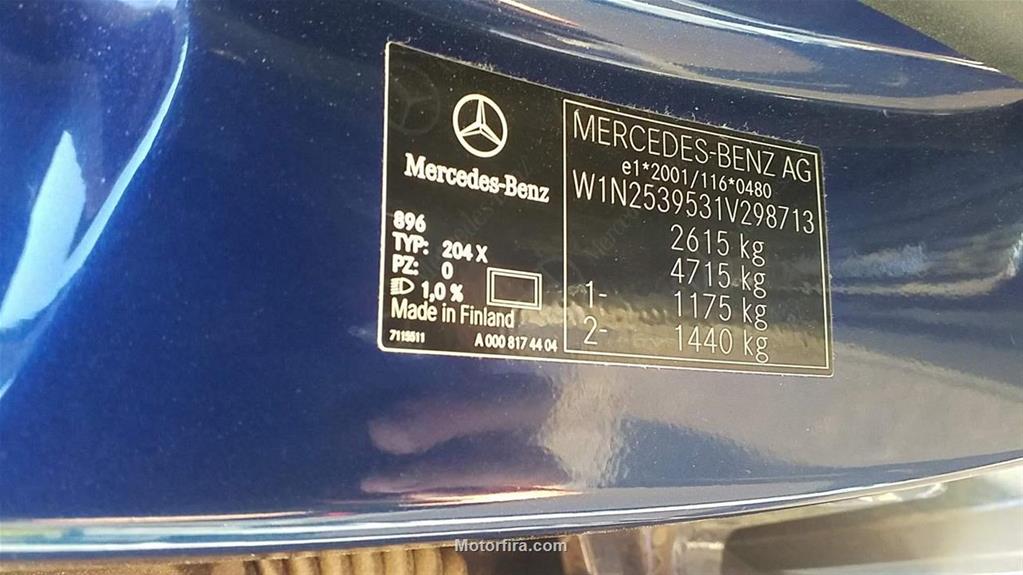 Mercedes-Benz
896
TYP: 204 X
PZ: 0
1,0 %
Made in Finland
7115511
A 000 817 44 04
MERCEDES-BENZ AG
e1*2001/116*0480
W1N2539531V298713
2615 kg
4715 kg
1- 1175 kg
2- 1440 kg
Motorfira.com